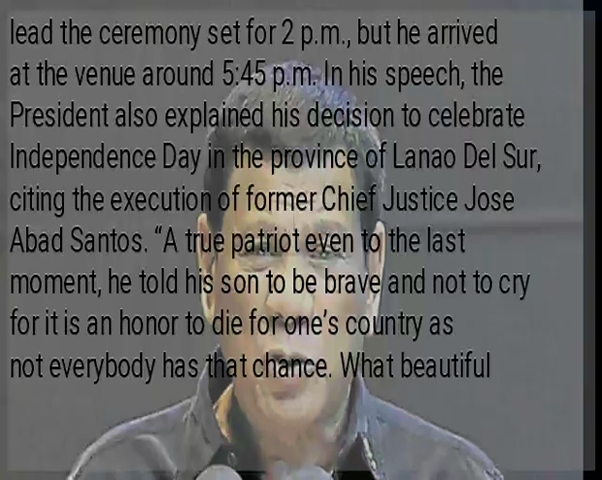 lead the ceremony set for 2 p.m., but he arrived
at the venue around 5:45 p.m. In his speech, the
President also explained his decision to celebrate
Independence Day in the province of Lanao Del Sur,
citing the execution of former Chief Justice Jose
Abad Santos. “A true patriot even to the last
moment, he told his son to be brave and not to cry
for it is an honor to die for one’s country as
not everybody has that chance. What beautiful